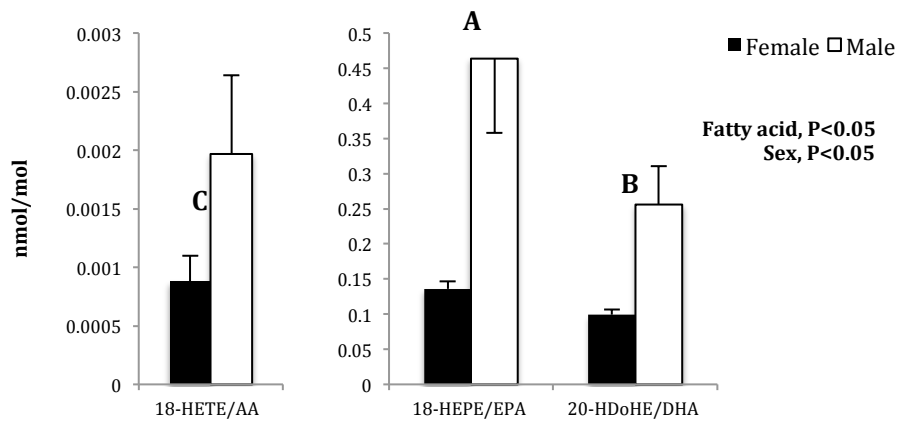 A
Female Male
0.003
0.0025
0.002
0.0015
0.001
0.0005
0
nmol/mol
C
18-HETE/AA
0.5
0.45
0.4
0.35
0.3
0.25
0.2
0.15
0.1
0.05
0
B
18-HEPE/EPA 20-HDoHE/DHA
Fatty acid, P<0.05
Sex, P<0.05